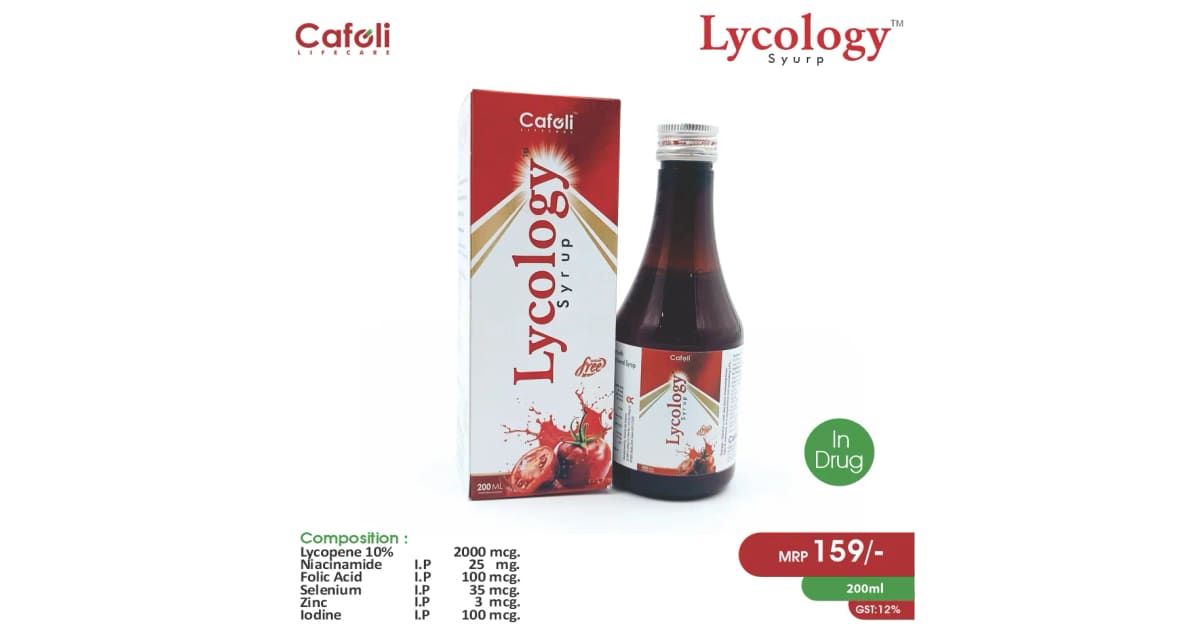 Cafoli
LIFECARE
Lycology™
Syurp
Cafoli
LIFECARE
Lycology
Syrup
free
200 ML
Cafoli
Lycology
Syrup
In
Drug
Composition :
Lycopene 10% 2000 mcg.
Niacinamide I.P 25 mg.
Folic Acid I.P 100 mcg.
Selenium I.P 35 mcg.
Zinc I.P 3 mcg.
Iodine I.P 100 mcg.
MRP 159/-
200ml
GST:12%